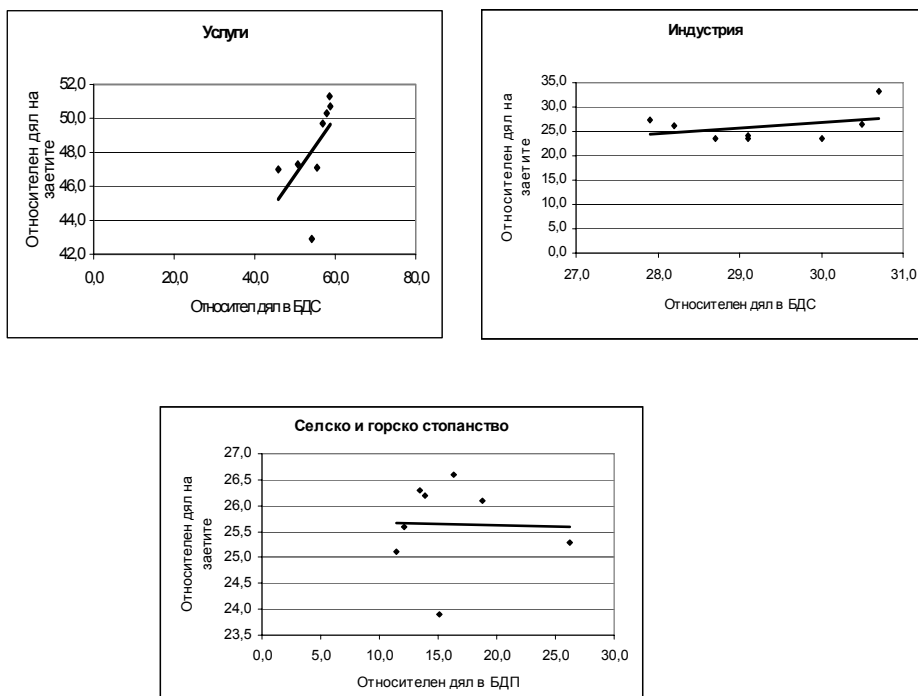 Услуги
Относителен дял на
заетите
52,0
50,0
48,0
46,0
44,0
42,0
0,0 20,0 40,0 60,0 80,0
Относител дял в БДС
Индустрия
Относителен дял на
заетите
35,0
30,0
25,0
20,0
15,0
10,0
5,0
0,0
27,0 28,0 29,0 30,0 31,0
Относителен дял в БДС
Селско и горско стопанство
Относителен дял на
заетите
27,0
26,5
26,0
25,5
25,0
24,5
24,0
23,5
0,0 5,0 10,0 15,0 20,0 25,0 30,0
Относителен дял в БДП